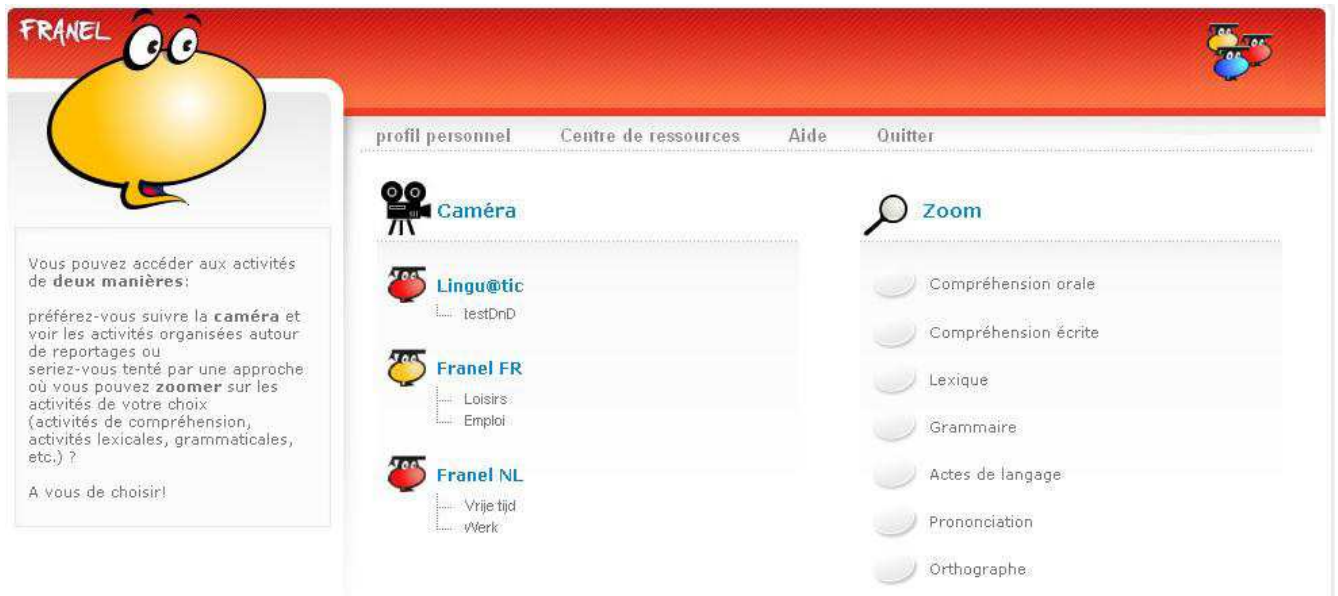 FRANEL
profil personnel Centre de ressources Aide Quitter
Vous pouvez accéder aux activités
de deux manières:
préférez-vous suivre la caméra et
voir les activités organisées autour
de reportages ou
seriez-vous tenté par une approche
où vous pouvez zoomer sur les
activités de votre choix
(activités de compréhension,
activités lexicales, grammaticales,
etc.) ?
A vous de choisir!
Caméra
Lingu@tic
testDnD
Franel FR
Loisirs
Emploi
Franel NL
Vrije tijd
Werk
Zoom
Compréhension orale
Compréhension écrite
Lexique
Grammaire
Actes de langage
Prononciation
Orthographe